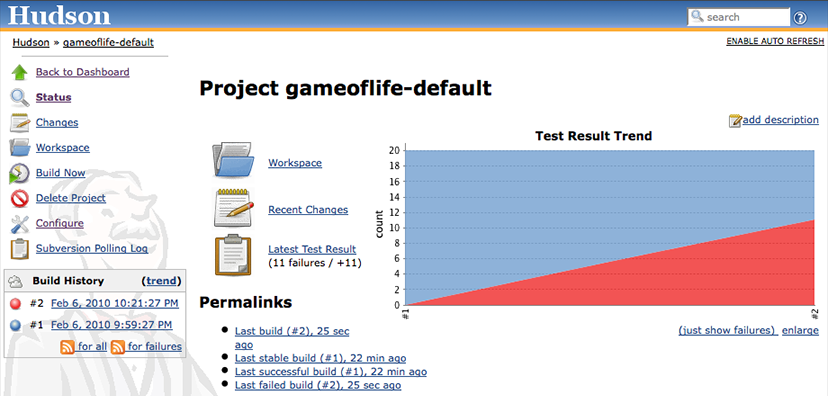 Hudson
search
Hudson » gameoflife-default
ENABLE AUTO REFRESH
Back to Dashboard
Status
Changes
Workspace
Build Now
Delete Project
Configure
Subversion Polling Log
Build History (trend)
#2 Feb 6, 2010 10:21:27 PM
#1 Feb 6, 2010 9:59:27 PM
for all for failures
Project gameoflife-default
add description
Workspace
Recent Changes
Latest Test Result
(11 failures / +11)
Test Result Trend
count
20
18
16
14
12
10
8
6
4
2
0
#1
#2
(just show failures) enlarge
Permalinks
Last build (#2), 25 sec
ago
Last stable build (#1), 22 min ago
Last successful build (#1), 22 min ago
Last failed build (#2), 25 sec ago